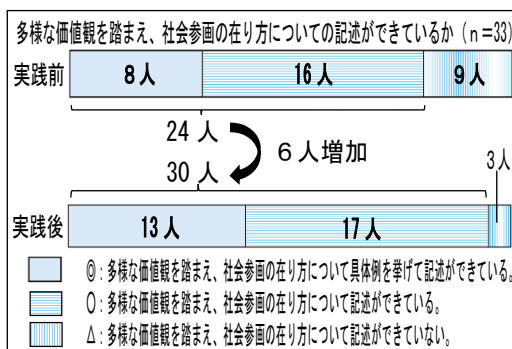 多様な価値観を踏まえ、社会参画の在り方についての記述ができているか（ｎ＝33）
実践前 8人 16人 9人
24 人
6人増加
30 人
3人
実践後 13人 17人
◎：多様な価値観を踏まえ、社会参画の在り方について具体例を挙げて記述ができている。
○：多様な価値観を踏まえ、社会参画の在り方について記述ができている。
△：多様な価値観を踏まえ、社会参画の在り方について記述ができていない。